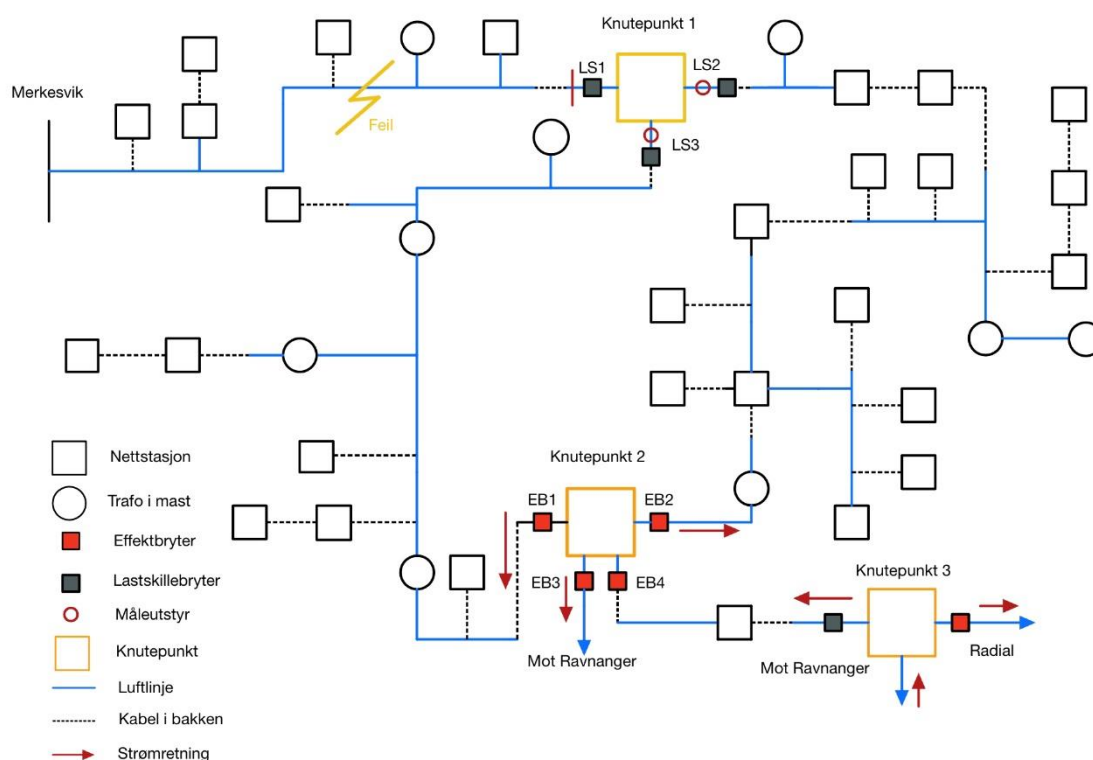 Knutepunkt 1
LS1
LS2
Merkesvik
Feil
LS3
Knutepunkt 2
Nettstasjon
EB1
EB2
Trafo i mast
Effektbryter
EB3
EB4
Knutepunkt 3
Lastskillebryter
Måleutstyr
Knutepunkt
Mot Ravnanger
Mot Ravnanger
Radial
Luftlinje
Kabel i bakken
Strømretning